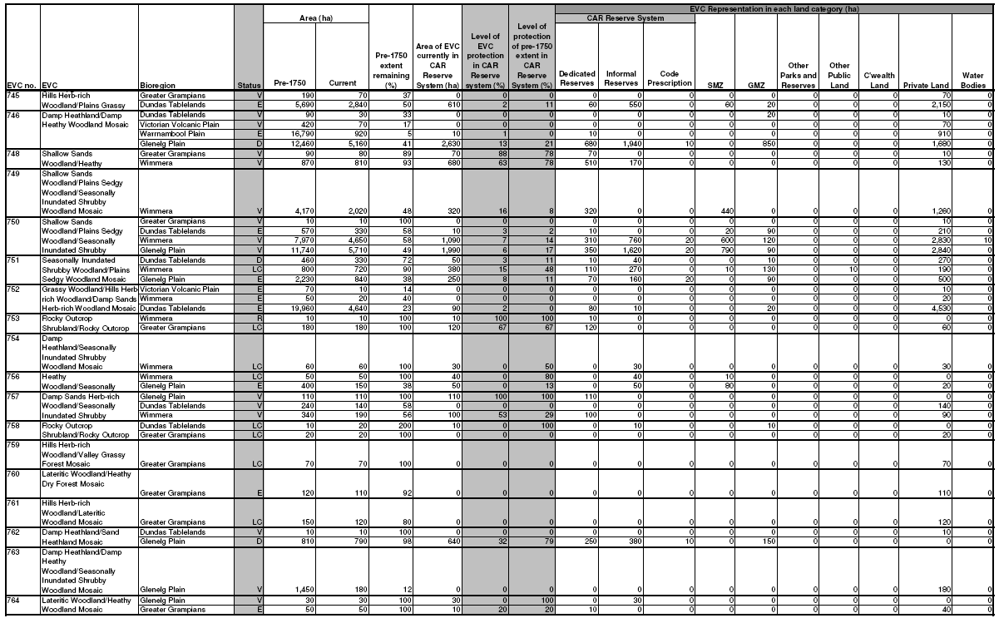 EVC Representation in each land category (ha)
Area (ha) CAR Reserve System
EVC no. EVC Bioregion Status Pre-1750 Current Pre-1750 extent remaining (%) Area of EVC currently in CAR Reserve System (ha) Level of EVC protection in CAR Reserve system (%) Level of protection of pre-1750 extent in CAR Reserve System (%) Dedicated Reserves Informal Reserves Code Prescription SMZ GMZ Other Parks and Reserves Other Public Land C'wealth Land Private Land Water Bodies
745 Hills Herb-rich Greater Grampians V 190 70 37 0 0 0 0 0 0 0 0 0 0 0 70 0
Woodland/Plains Grassy Dundas Tablelands E 5,690 2,840 50 610 2 11 60 550 0 60 20 0 0 0 2,150 0
746 Damp Heathland/Damp Dundas Tablelands V 90 30 33 0 0 0 0 0 0 0 20 0 0 0 10 0
Heathy Woodland Mosaic Victorian Volcanic Plain V 420 70 17 0 0 0 0 0 0 0 0 0 0 0 70 0
Warrnambool Plain E 16,790 920 5 10 1 0 10 0 0 0 0 0 0 0 910 0
Glenelg Plain D 12,460 5,160 41 2,630 13 21 680 1,940 10 0 850 0 0 0 1,680 0
748 Shallow Sands Greater Grampians V 90 80 89 70 88 78 70 0 0 0 0 0 0 0 10 0
Woodland/Heathy Wimmera V 870 810 93 680 63 78 510 170 0 0 0 0 0 0 130 0
749 Shallow Sands
Woodland/Plains Sedgy
Woodland/Seasonally
Inundated Shrubby
Woodland Mosaic Wimmera V 4,170 2,020 48 320 16 8 320 0 0 440 0 0 0 0 1,260 0
750 Shallow Sands Greater Grampians V 10 10 100 0 0 0 0 0 0 0 0 0 0 0 10 0
Woodland/Plains Sedgy Dundas Tablelands E 570 330 58 10 3 2 10 0 0 20 90 0 0 0 210 0
Woodland/Seasonally Wimmera V 7,970 4,650 58 1,090 7 14 310 760 20 600 120 0 0 0 2,830 10
Inundated Shrubby Glenelg Plain V 11,740 5,710 49 1,990 6 17 350 1,620 20 790 90 0 0 0 2,840 0
751 Seasonally Inundated Dundas Tablelands D 460 330 72 50 3 11 10 40 0 0 10 0 0 0 270 0
Shrubby Woodland/Plains Wimmera LC 800 720 90 380 15 48 110 270 0 10 130 0 10 0 190 0
Sedgy Woodland Mosaic Glenelg Plain E 2,230 840 38 250 8 11 70 160 20 0 90 0 0 0 500 0
752 Grassy Woodland/Hills Herb Victorian Volcanic Plain E 70 10 14 0 0 0 0 0 0 0 0 0 0 0 10 0
rich Woodland/Damp Sands Wimmera E 50 20 40 0 0 0 0 0 0 0 0 0 0 0 20 0
Herb-rich Woodland Mosaic Dundas Tablelands E 19,960 4,640 23 90 2 0 80 10 0 0 20 0 0 0 4,530 0
753 Rocky Outcrop Wimmera R 10 10 100 10 100 100 10 0 0 0 0 0 0 0 0 0
Shrubland/Rocky Outcrop Greater Grampians LC 180 180 100 120 67 67 120 0 0 0 0 0 0 0 60 0
754 Damp
Heathland/Seasonally
Inundated Shrubby
Woodland Mosaic Wimmera LC 60 60 100 30 0 50 0 30 0 0 0 0 0 0 30 0
756 Heathy Wimmera LC 50 50 100 40 0 80 0 40 0 10 0 0 0 0 0 0
Woodland/Seasonally Glenelg Plain E 400 150 38 50 0 13 0 50 0 80 0 0 0 0 20 0
757 Damp Sands Herb-rich Glenelg Plain V 110 110 100 110 100 100 110 0 0 0 0 0 0 0 0 0
Woodland/Seasonally Dundas Tablelands V 240 140 58 0 0 0 0 0 0 0 0 0 0 0 140 0
Inundated Shrubby Wimmera V 340 190 56 100 53 29 100 0 0 0 0 0 0 0 90 0
758 Rocky Outcrop Dundas Tablelands LC 10 20 200 10 0 100 0 10 0 0 10 0 0 0 0 0
Shrubland/Rocky Outcrop Greater Grampians LC 20 20 100 0 0 0 0 0 0 0 0 0 0 0 20 0
759 Hills Herb-rich
Woodland/Valley Grassy
Forest Mosaic Greater Grampians LC 70 70 100 0 0 0 0 0 0 0 0 0 0 0 70 0
760 Lateritic Woodland/Heathy
Dry Forest Mosaic
Greater Grampians E 120 110 92 0 0 0 0 0 0 0 0 0 0 0 110 0
761 Hills Herb-rich
Woodland/Lateritic
Woodland Mosaic Greater Grampians LC 150 120 80 0 0 0 0 0 0 0 0 0 0 0 120 0
762 Damp Heathland/Sand Dundas Tablelands V 10 10 100 0 0 0 0 0 0 0 0 0 0 0 10 0
Heathland Mosaic Glenelg Plain D 810 790 98 640 32 79 250 380 10 0 150 0 0 0 0 0
763 Damp Heathland/Damp
Heathy
Woodland/Seasonally
Inundated Shrubby
Woodland Mosaic Glenelg Plain V 1,450 180 12 0 0 0 0 0 0 0 0 0 0 0 180 0
764 Lateritic Woodland/Heathy Glenelg Plain V 30 30 100 30 0 100 0 30 0 0 0 0 0 0 0 0
Woodland Mosaic Greater Grampians E 50 50 100 10 20 20 10 0 0 0 0 0 0 0 40 0